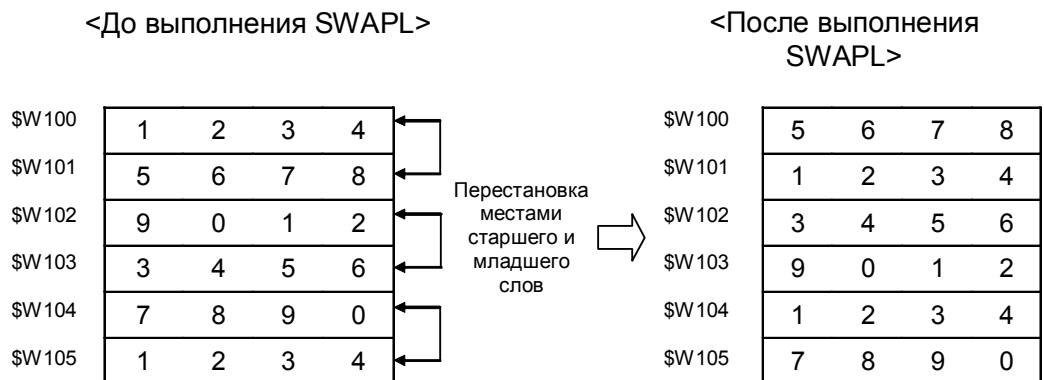 <До выполнения SWAPL>
<После выполнения
SWAPL>
$W100 1 2 3 4
$W101 5 6 7 8
$W102 9 0 1 2
$W103 3 4 5 6
$W104 7 8 9 0
$W105 1 2 3 4
Перестановка
местами
старшего и
младшего
слов
$W100 5 6 7 8
$W101 1 2 3 4
$W102 3 4 5 6
$W103 9 0 1 2
$W104 1 2 3 4
$W105 7 8 9 0